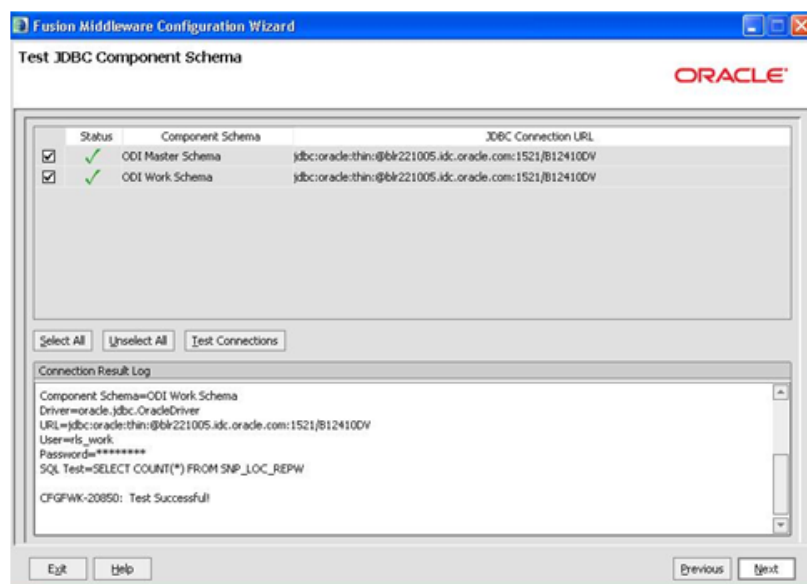 Fusion Middleware Configuration Wizard
Test JDBC Component Schema
ORACLE
Status Component Schema JDBC Connection URL
ODI Master Schema jdbc:oracle:thin:@blr221005.idc.oracle.com:1521/B12410DV
ODI Work Schema jdbc:oracle:thin:@blr221005.idc.oracle.com:1521/B12410DV
Select All Unselect All Test Connections
Connection Result Log
Component Schema=ODI Work Schema
Driver=oracle.jdbc.OracleDriver
URL=jdbc:oracle:thin:@blr221005.idc.oracle.com:1521/B12410DV
User=rls_work
Password=********
SQL Test=SELECT COUNT(*) FROM SNP_LOC_REPW
CFGFWK-20850: Test Successful!
Exit Help Previous Next